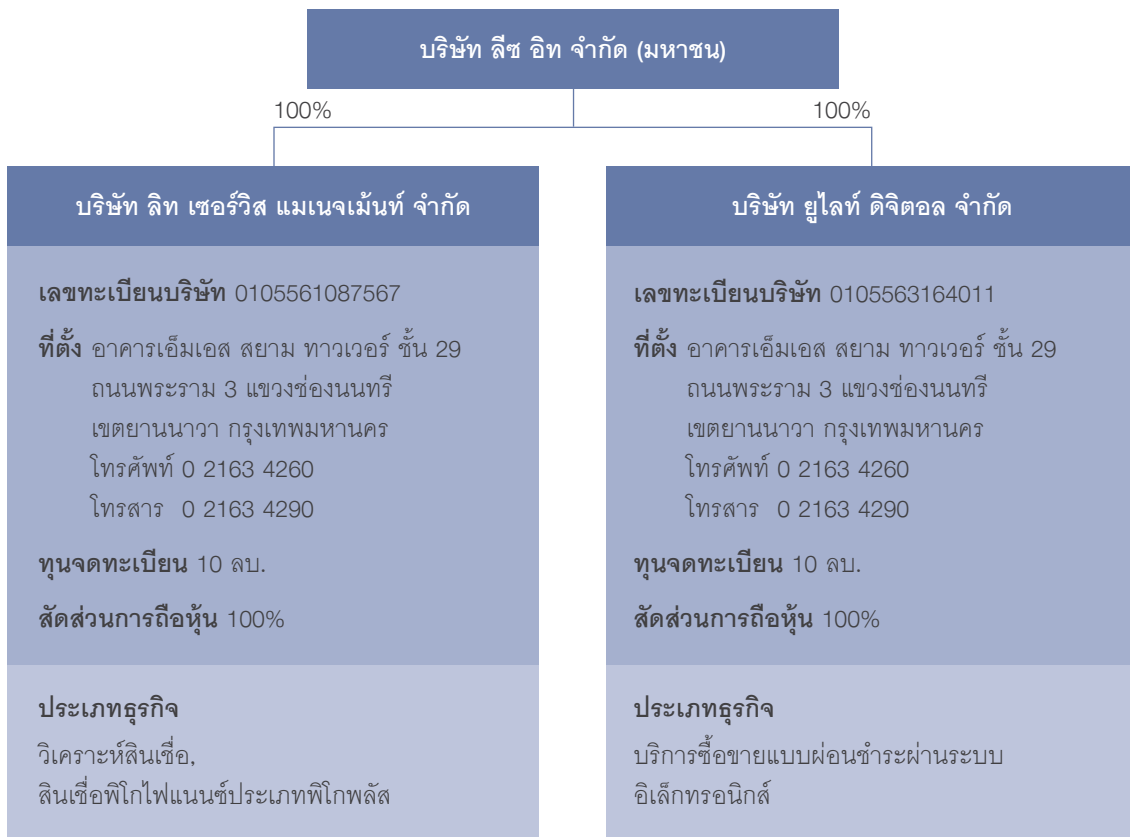 บริษัท ลีซ อิท จำกัด (มหาชน)
100%
100%
บริษัท ลิท เซอร์วิส แมเนจเม้นท์ จำกัด
เลขทะเบียนบริษัท 0105561087567
ที่ตั้ง อาคารเอ็มเอส สยาม ทาวเวอร์ ชั้น 29
ถนนพระราม 3 แขวงช่องนนทรี
เขตยานนาวา กรุงเทพมหานคร
โทรศัพท์ 0 2163 4260
โทรสาร 0 2163 4290
ทุนจดทะเบียน 10 ลบ.
สัดส่วนการถือหุ้น 100%
ประเภทธุรกิจ
วิเคราะห์สินเชื่อ,
สินเชื่อพิโกไฟแนนซ์ประเภทพิโกพลัส
บริษัท ยูไลท์ ดิจิตอล จำกัด
เลขทะเบียนบริษัท 0105563164011
ที่ตั้ง อาคารเอ็มเอส สยาม ทาวเวอร์ ชั้น 29
ถนนพระราม 3 แขวงช่องนนทรี
เขตยานนาวา กรุงเทพมหานคร
โทรศัพท์ 0 2163 4260
โทรสาร 0 2163 4290
ทุนจดทะเบียน 10 ลบ.
สัดส่วนการถือหุ้น 100%
ประเภทธุรกิจ
บริการซื้อขายแบบผ่อนชำระผ่านระบบ
อิเล็กทรอนิกส์